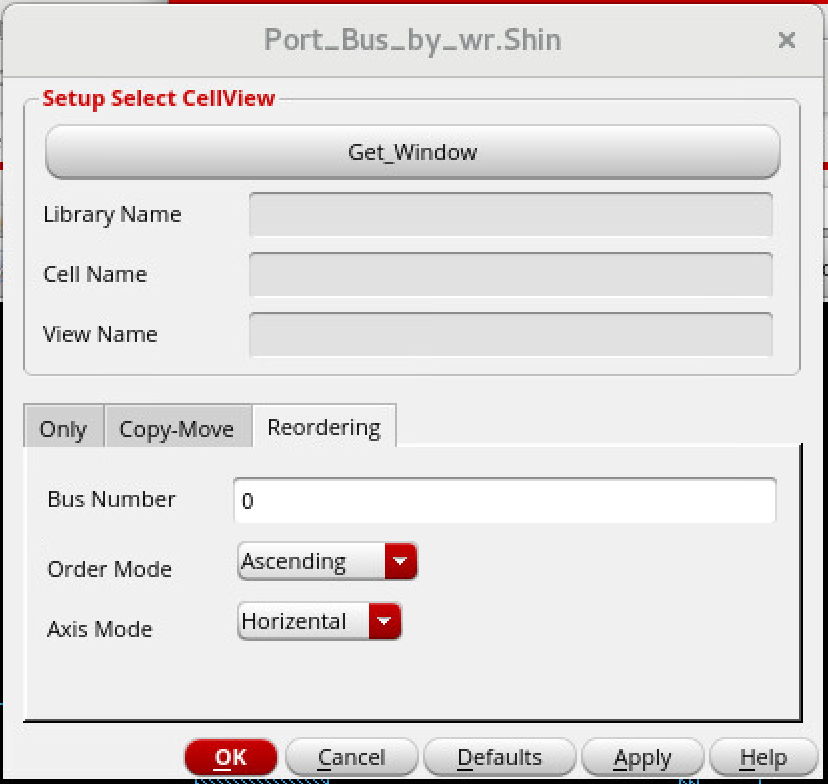 Port_Bus_by_wr.Shin
Setup Select CellView
Get_Window
Library Name
Cell Name
View Name
Only Copy-Move Reordering
Bus Number 0
Order Mode Ascending
Axis Mode Horizental
OK Cancel Defaults Apply Help